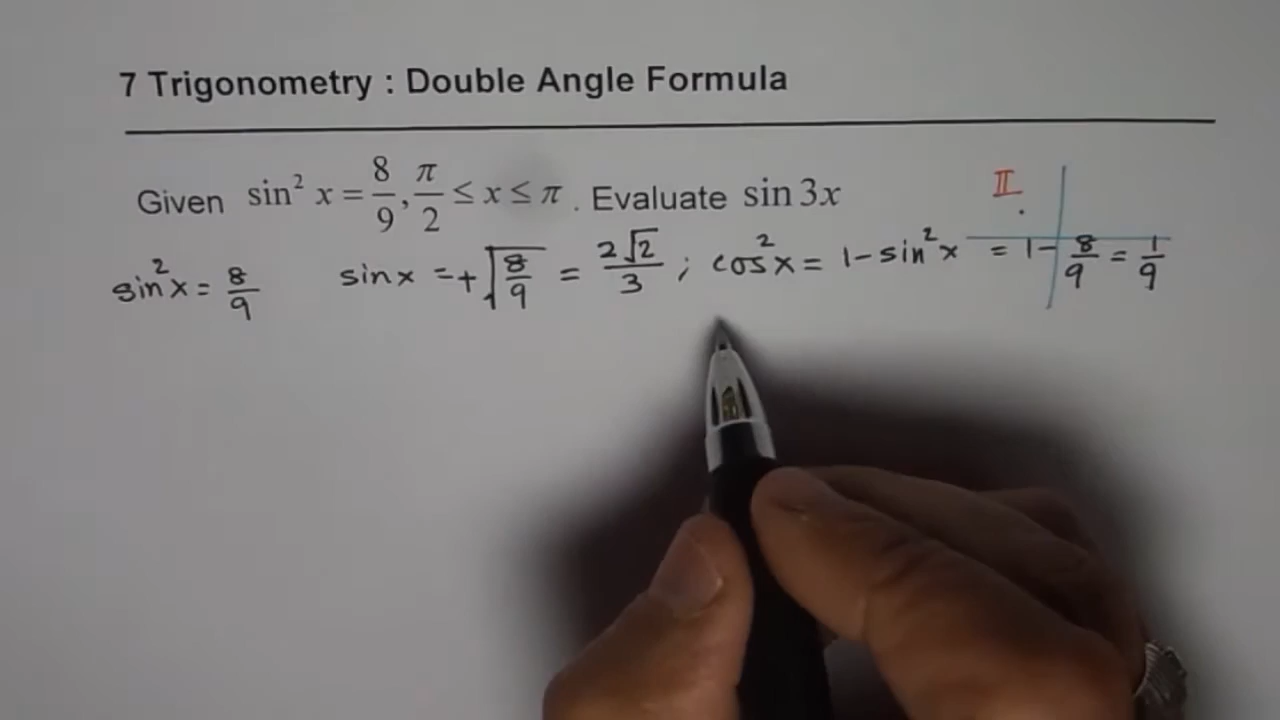 7 Trigonometry : Double Angle Formula
Given sin² x = 8/9, π/2 ≤ x ≤ π . Evaluate sin 3x
II
sin²x = 8/9 sinx = +√(8/9) = 2√2/3 ; cos²x = 1 - sin²x = 1 - 8/9 = 1/9